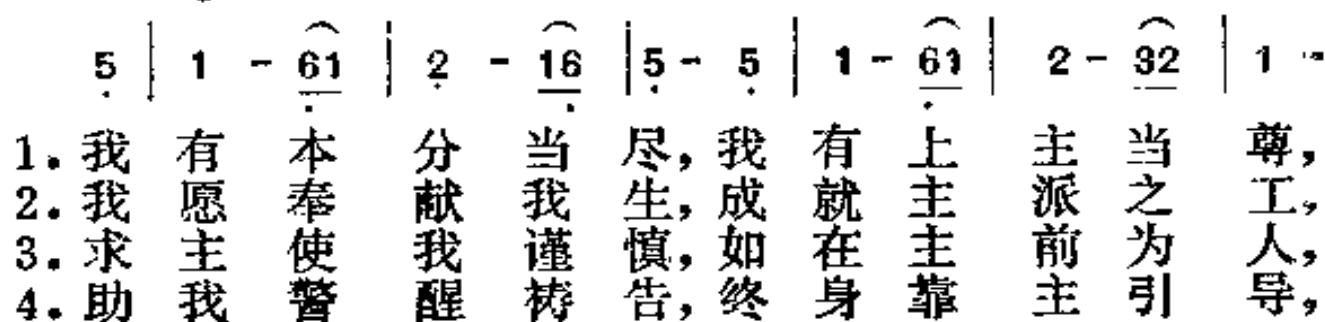 5 | 1 - 61 | 2 - 16 | 5 - 5 | 1 - 61 | 2 - 32 | 1 -
1. 我有本分当尽，我有上主当尊，
2. 我愿奉献我生，成就主派之工，
3. 求主使我谨慎，如在主前为人，
4. 助我警醒祷告，终身靠主引导，